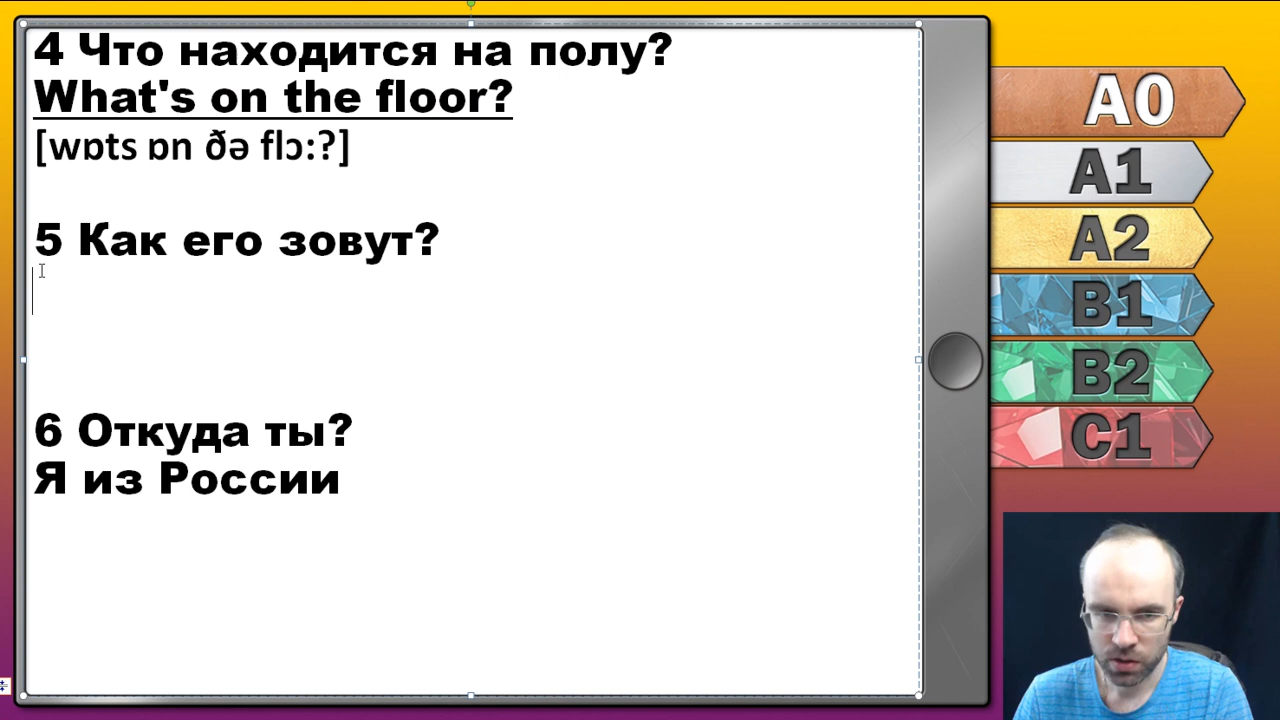 4 Что находится на полу?
What's on the floor?
[wɒts ɒn ðə flɔ:?]
5 Как его зовут?
6 Откуда ты?
Я из России
A0
A1
A2
B1
B2
C1